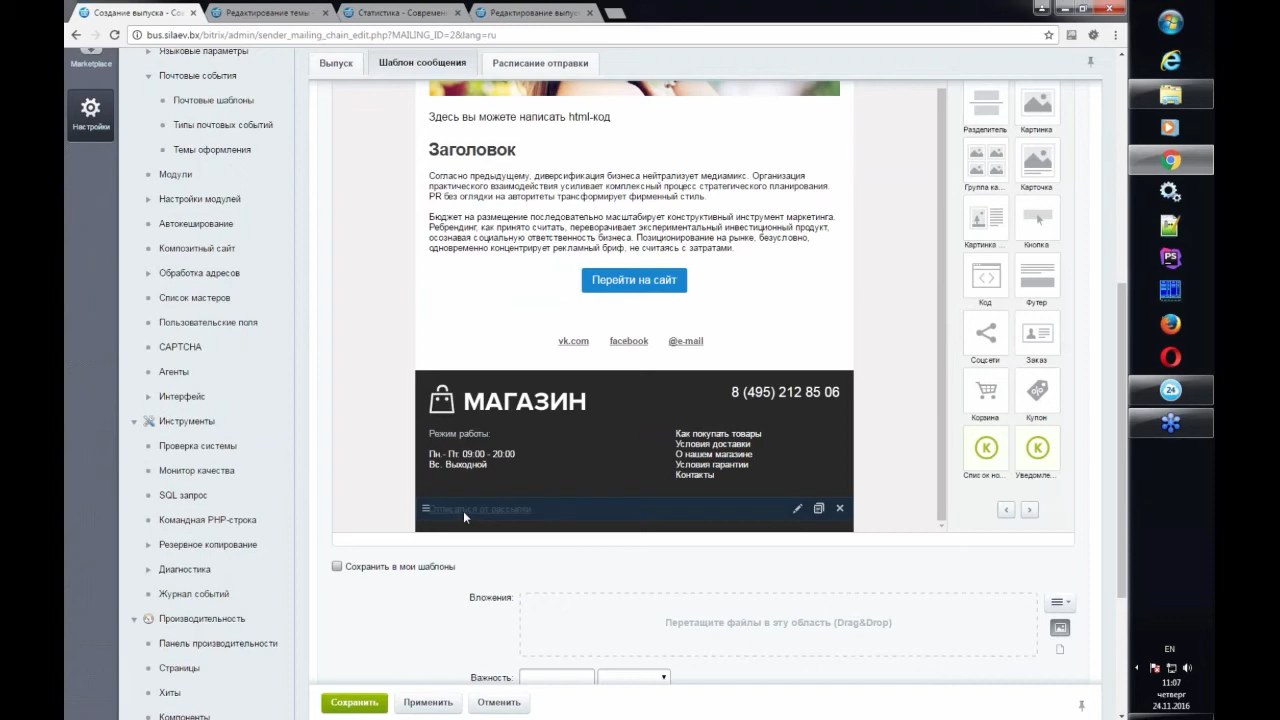 Создание выпуска - Сов
Редактирование темы -
Статистика - Современ
Редактирование выпус
bus.silaev.bx/bitrix/admin/sender_mailing_chain_edit.php?MAILING_ID=2&lang=ru
Marketplace
Настройки
Языковые параметры
Почтовые события
Почтовые шаблоны
Типы почтовых событий
Темы оформления
Модули
Настройки модулей
Автокеширование
Композитный сайт
Обработка адресов
Список мастеров
Пользовательские поля
CAPTCHA
Агенты
Интерфейс
Инструменты
Проверка системы
Монитор качества
SQL запрос
Командная PHP-строка
Резервное копирование
Диагностика
Журнал событий
Производительность
Панель производительности
Страницы
Хиты
Компоненты
Выпуск
Шаблон сообщения
Расписание отправки
Здесь вы можете написать html-код
Заголовок
Согласно предыдущему, диверсификация бизнеса нейтрализует медиамикс. Организация
практического взаимодействия усиливает комплексный процесс стратегического планирования.
PR без оглядки на авторитеты трансформирует фирменный стиль.
Бюджет на размещение последовательно масштабирует конструктивный инструмент маркетинга.
Ребрендинг, как принято считать, переворачивает экспериментальный инвестиционный продукт,
осознавая социальную ответственность бизнеса. Позиционирование на рынке, безусловно,
одновременно концентрирует рекламный бриф, не считаясь с затратами.
Перейти на сайт
vk.com facebook @e-mail
МАГАЗИН
8 (495) 212 85 06
Режим работы:
Пн.- Пт. 09:00 - 20:00
Вс. Выходной
Как покупать товары
Условия доставки
О нашем магазине
Условия гарантии
Контакты
Отписаться от рассылки
Разделитель
Картинка
Группа ка...
Карточка
Картинка ...
Кнопка
Код
Футер
Соцсети
Заказ
Корзина
Купон
K
K
Список но...
Уведомле...
Сохранить в мои шаблоны
Вложения:
Перетащите файлы в эту область (Drag&Drop)
Важность:
Сохранить
Применить
Отменить
PS
24
EN
11:07
четверг
24.11.2016